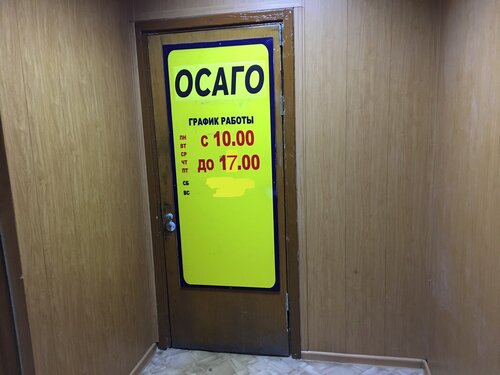 ОСАГО
ГРАФИК РАБОТЫ
ПН
ВТ с 10.00
СР
ЧТ до 17.00
ПТ
СБ
ВС